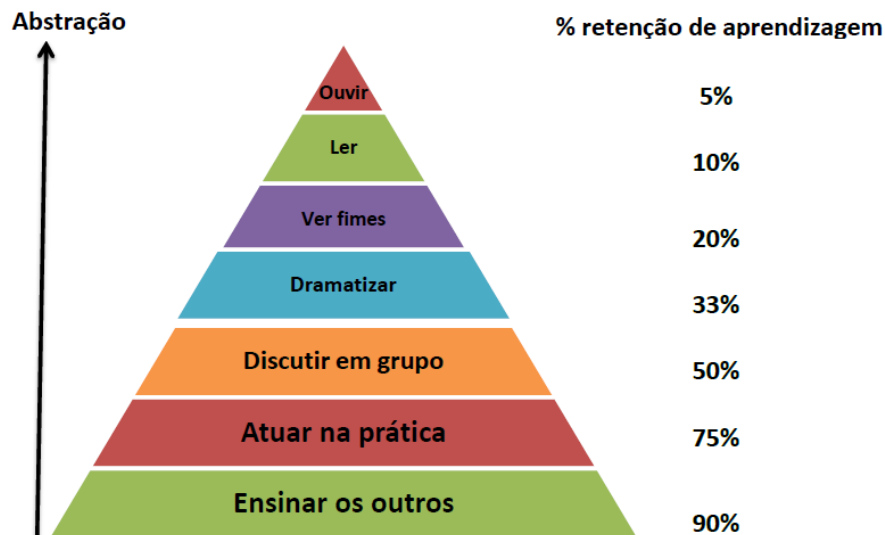 Abstração
% retenção de aprendizagem
Ouvir
5%
Ler
10%
Ver fimes
20%
Dramatizar
33%
Discutir em grupo
50%
Atuar na prática
75%
Ensinar os outros
90%